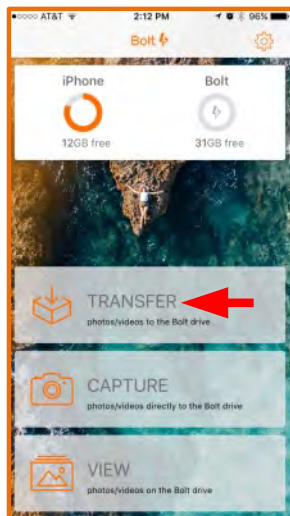 AT&T 2:12 PM 96%
Bolt
iPhone Bolt
12GB free 31GB free
TRANSFER
photos/videos to the Bolt drive
CAPTURE
photos/videos directly to the Bolt drive
VIEW
photos/videos on the Bolt drive